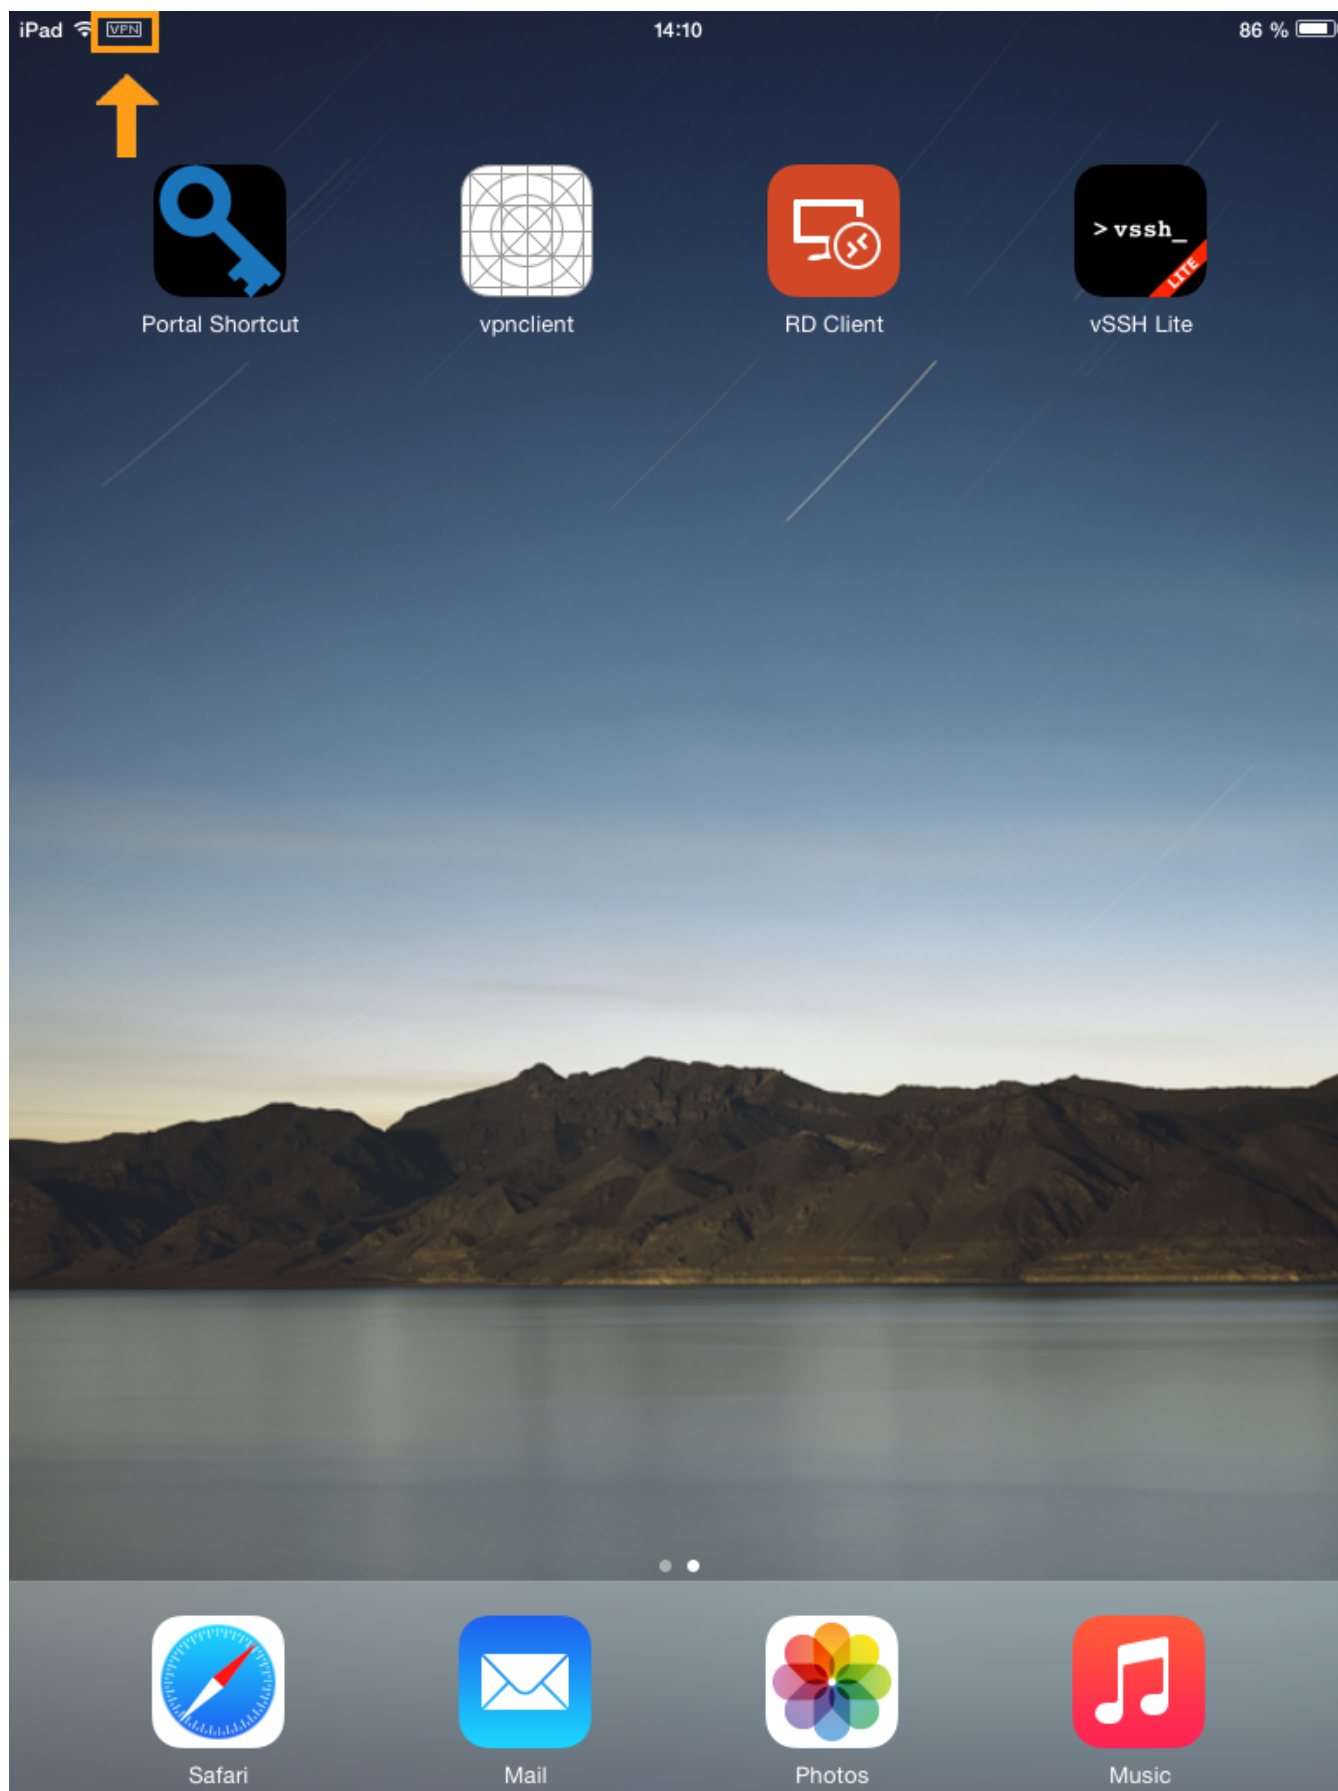 iPad VPN 14:10 86 %
>vssh_
LITE
Portal Shortcut vpnclient RD Client vSSH Lite
Safari Mail Photos Music